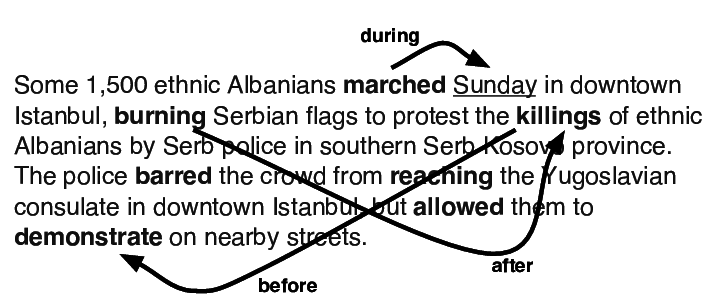 during
Some 1,500 ethnic Albanians marched Sunday in downtown
Istanbul, burning Serbian flags to protest the killings of ethnic
Albanians by Serb police in southern Serb Kosovo province.
The police barred the crowd from reaching the Yugoslavian
consulate in downtown Istanbul, but allowed them to
demonstrate on nearby streets.
after
before